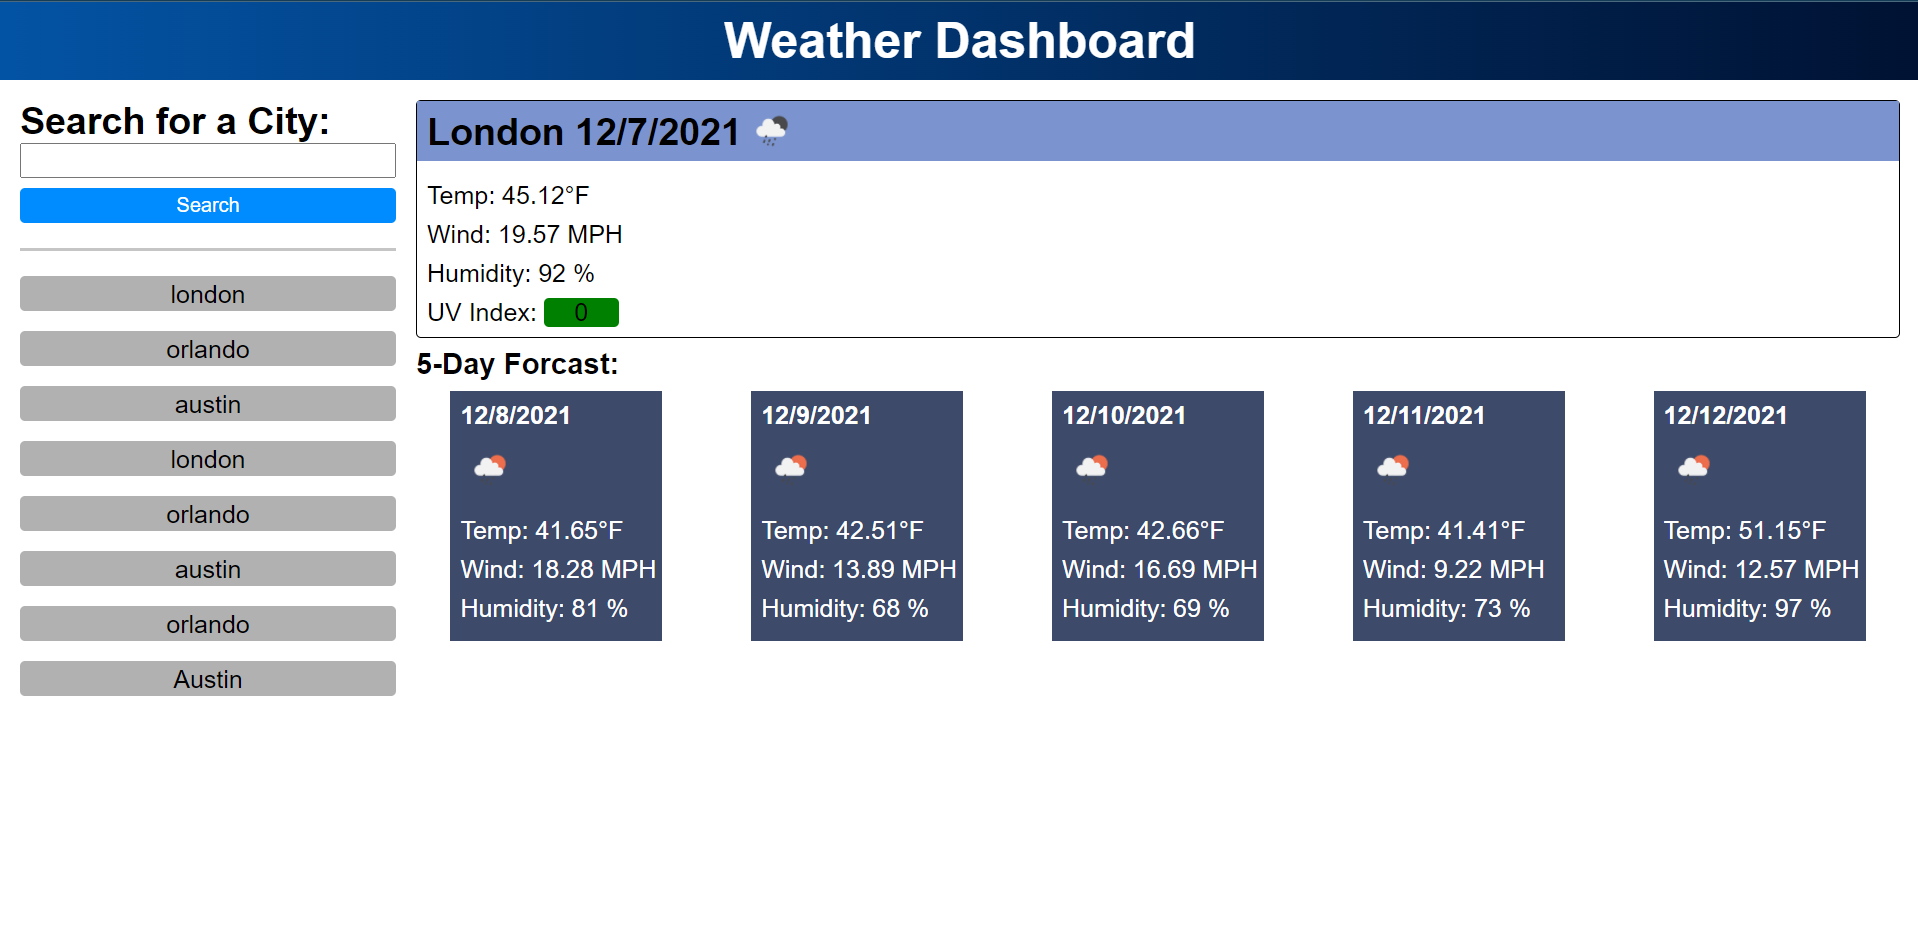 Weather Dashboard
Search for a City:
Search
london
orlando
austin
london
orlando
austin
orlando
Austin
London 12/7/2021
Temp: 45.12°F
Wind: 19.57 MPH
Humidity: 92 %
UV Index: 0
5-Day Forcast:
12/8/2021
Temp: 41.65°F
Wind: 18.28 MPH
Humidity: 81 %
12/9/2021
Temp: 42.51°F
Wind: 13.89 MPH
Humidity: 68 %
12/10/2021
Temp: 42.66°F
Wind: 16.69 MPH
Humidity: 69 %
12/11/2021
Temp: 41.41°F
Wind: 9.22 MPH
Humidity: 73 %
12/12/2021
Temp: 51.15°F
Wind: 12.57 MPH
Humidity: 97 %